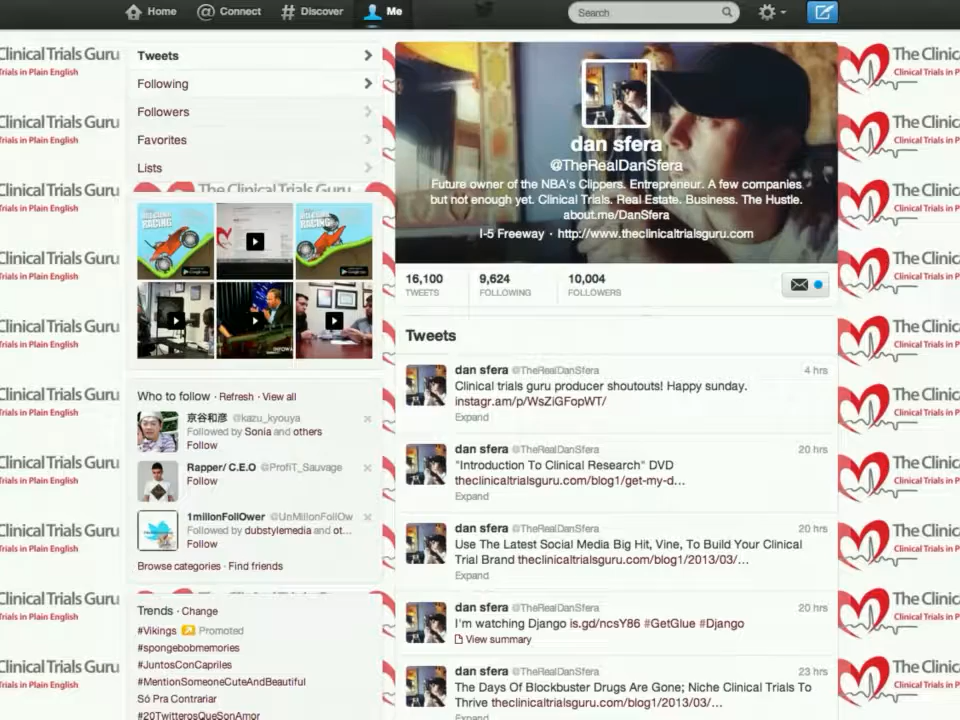 Home
Connect
Discover
Me
Search
The Clinical Trials Guru
Clinical Trials in Plain English
Tweets
Following
Followers
Favorites
Lists
dan sfera
@TheRealDanSfera
Future owner of the NBA's Clippers. Entrepreneur. A few companies
but not enough yet. Clinical Trials. Real Estate. Business. The Hustle.
about.me/DanSfera
I-5 Freeway · http://www.theclinicaltrialsguru.com
16,100
TWEETS
9,624
FOLLOWING
10,004
FOLLOWERS
Who to follow · Refresh · View all
京谷和彦 @kazu_kyouya
Followed by Sonia and others
Follow
Rapper/ C.E.O @ProfiT_Sauvage
Follow
1millonFollOwer @UnMillonFollOw
Followed by dubstylemedia and ot...
Follow
Browse categories · Find friends
Trends · Change
#Vikings Promoted
#spongebobmemories
#JuntosConCapriles
#MentionSomeoneCuteAndBeautiful
Só Pra Contrariar
#20TwitterosQueSonAmor
Tweets
dan sfera @TheRealDanSfera 4 hrs
Clinical trials guru producer shoutouts! Happy sunday.
instagr.am/p/WsZiGFopWT/
Expand
dan sfera @TheRealDanSfera 20 hrs
"Introduction To Clinical Research" DVD
theclinicaltrialsguru.com/blog1/get-my-d...
Expand
dan sfera @TheRealDanSfera 20 hrs
Use The Latest Social Media Big Hit, Vine, To Build Your Clinical
Trial Brand theclinicaltrialsguru.com/blog1/2013/03/...
Expand
dan sfera @TheRealDanSfera 20 hrs
I'm watching Django is.gd/ncsY86 #GetGlue #Django
View summary
dan sfera @TheRealDanSfera 23 hrs
The Days Of Blockbuster Drugs Are Gone; Niche Clinical Trials To
Thrive theclinicaltrialsguru.com/blog1/2013/03/...
Expand